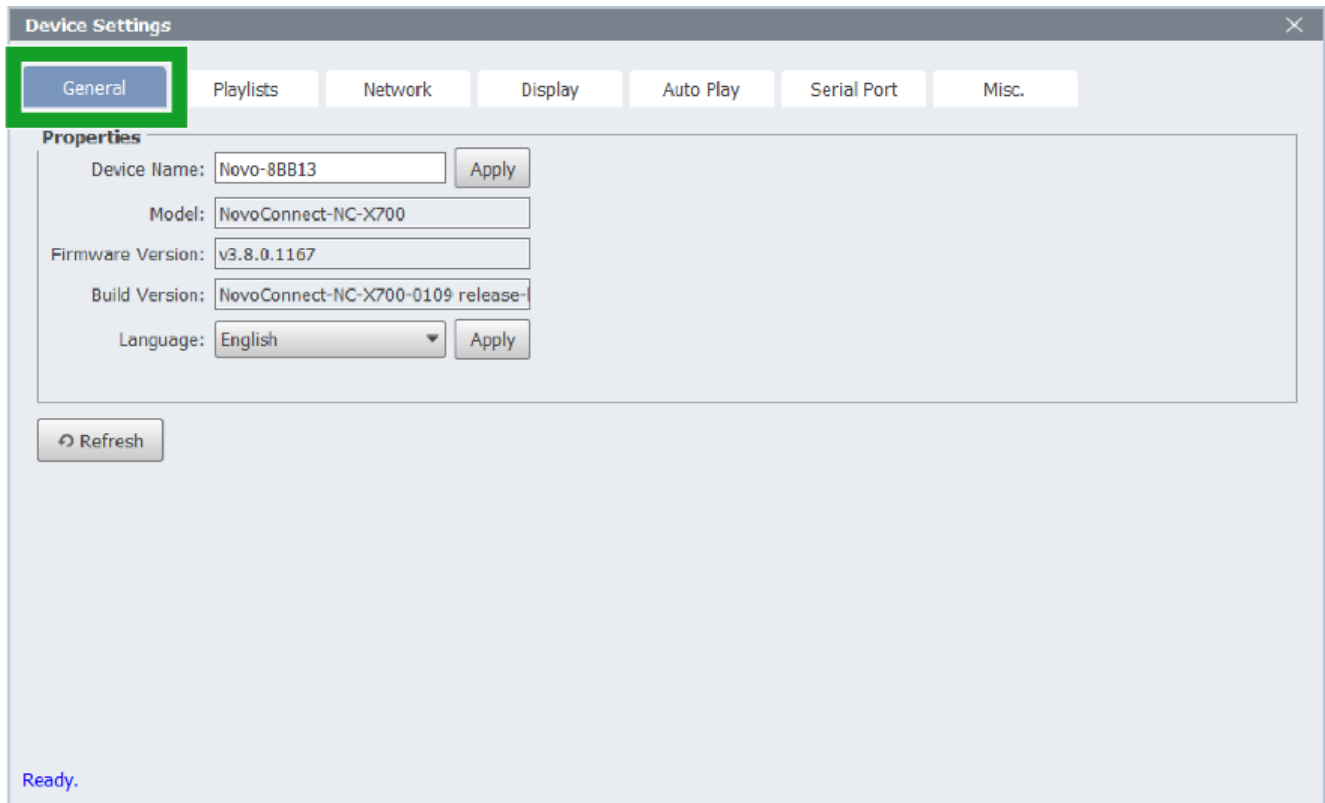 Device Settings
General Playlists Network Display Auto Play Serial Port Misc.
Properties
Device Name: Novo-8BB13 Apply
Model: NovoConnect-NC-X700
Firmware Version: v3.8.0.1167
Build Version: NovoConnect-NC-X700-0109 release-
Language: English Apply
Refresh
Ready.